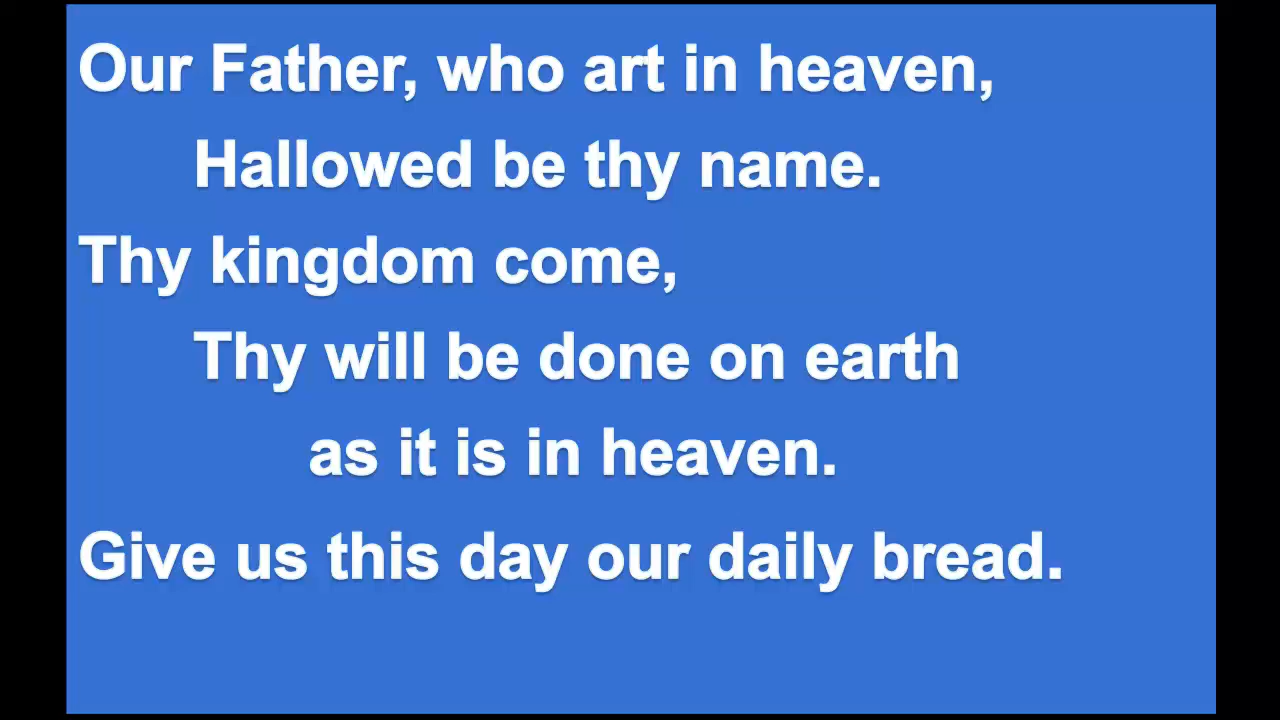 Our Father, who art in heaven,
Hallowed be thy name.
Thy kingdom come,
Thy will be done on earth
as it is in heaven.
Give us this day our daily bread.